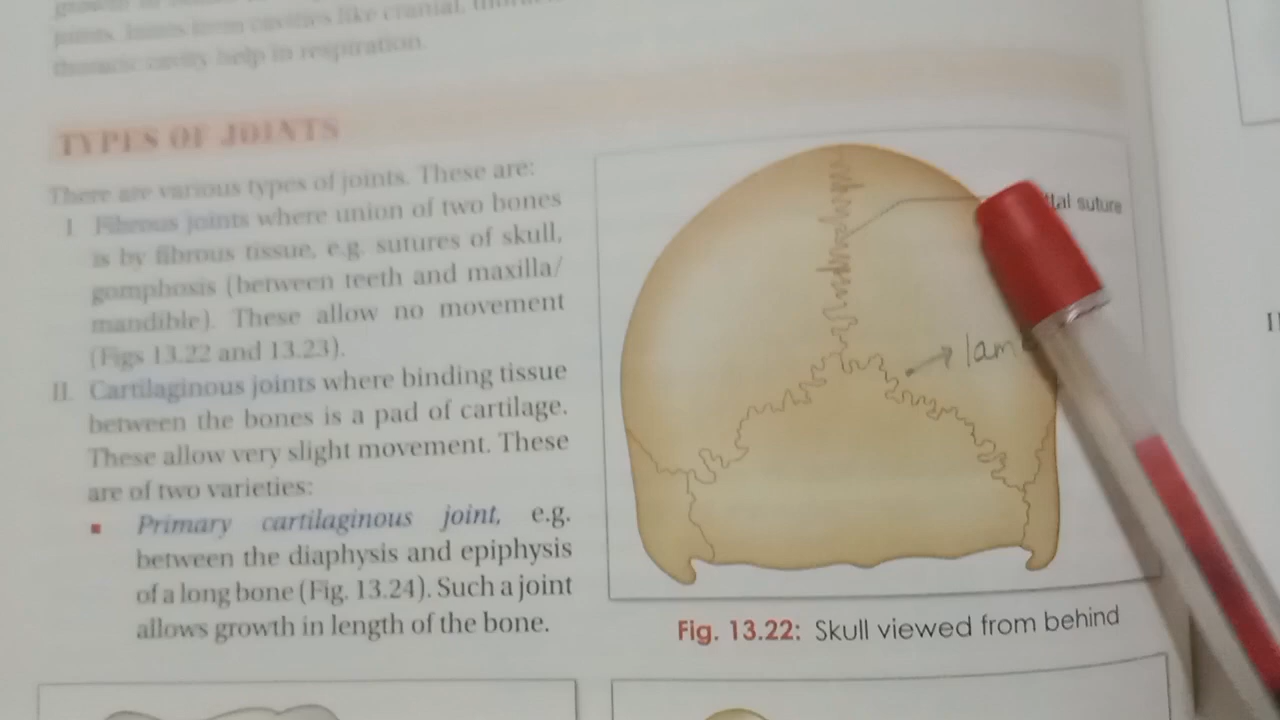 joints.
cavities like cranial,
thoracic cavity help in respiration.
TYPES OF JOINTS
There are various types of joints. These are:
I. Fibrous joints where union of two bones
is by fibrous tissue, e.g. sutures of skull,
gomphosis (between teeth and maxilla/
mandible). These allow no movement
(Figs 13.22 and 13.23).
II. Cartilaginous joints where binding tissue
between the bones is a pad of cartilage.
These allow very slight movement. These
are of two varieties:
▪ Primary cartilaginous joint, e.g.
between the diaphysis and epiphysis
of a long bone (Fig. 13.24). Such a joint
allows growth in length of the bone.
suture
lam
Fig. 13.22: Skull viewed from behind